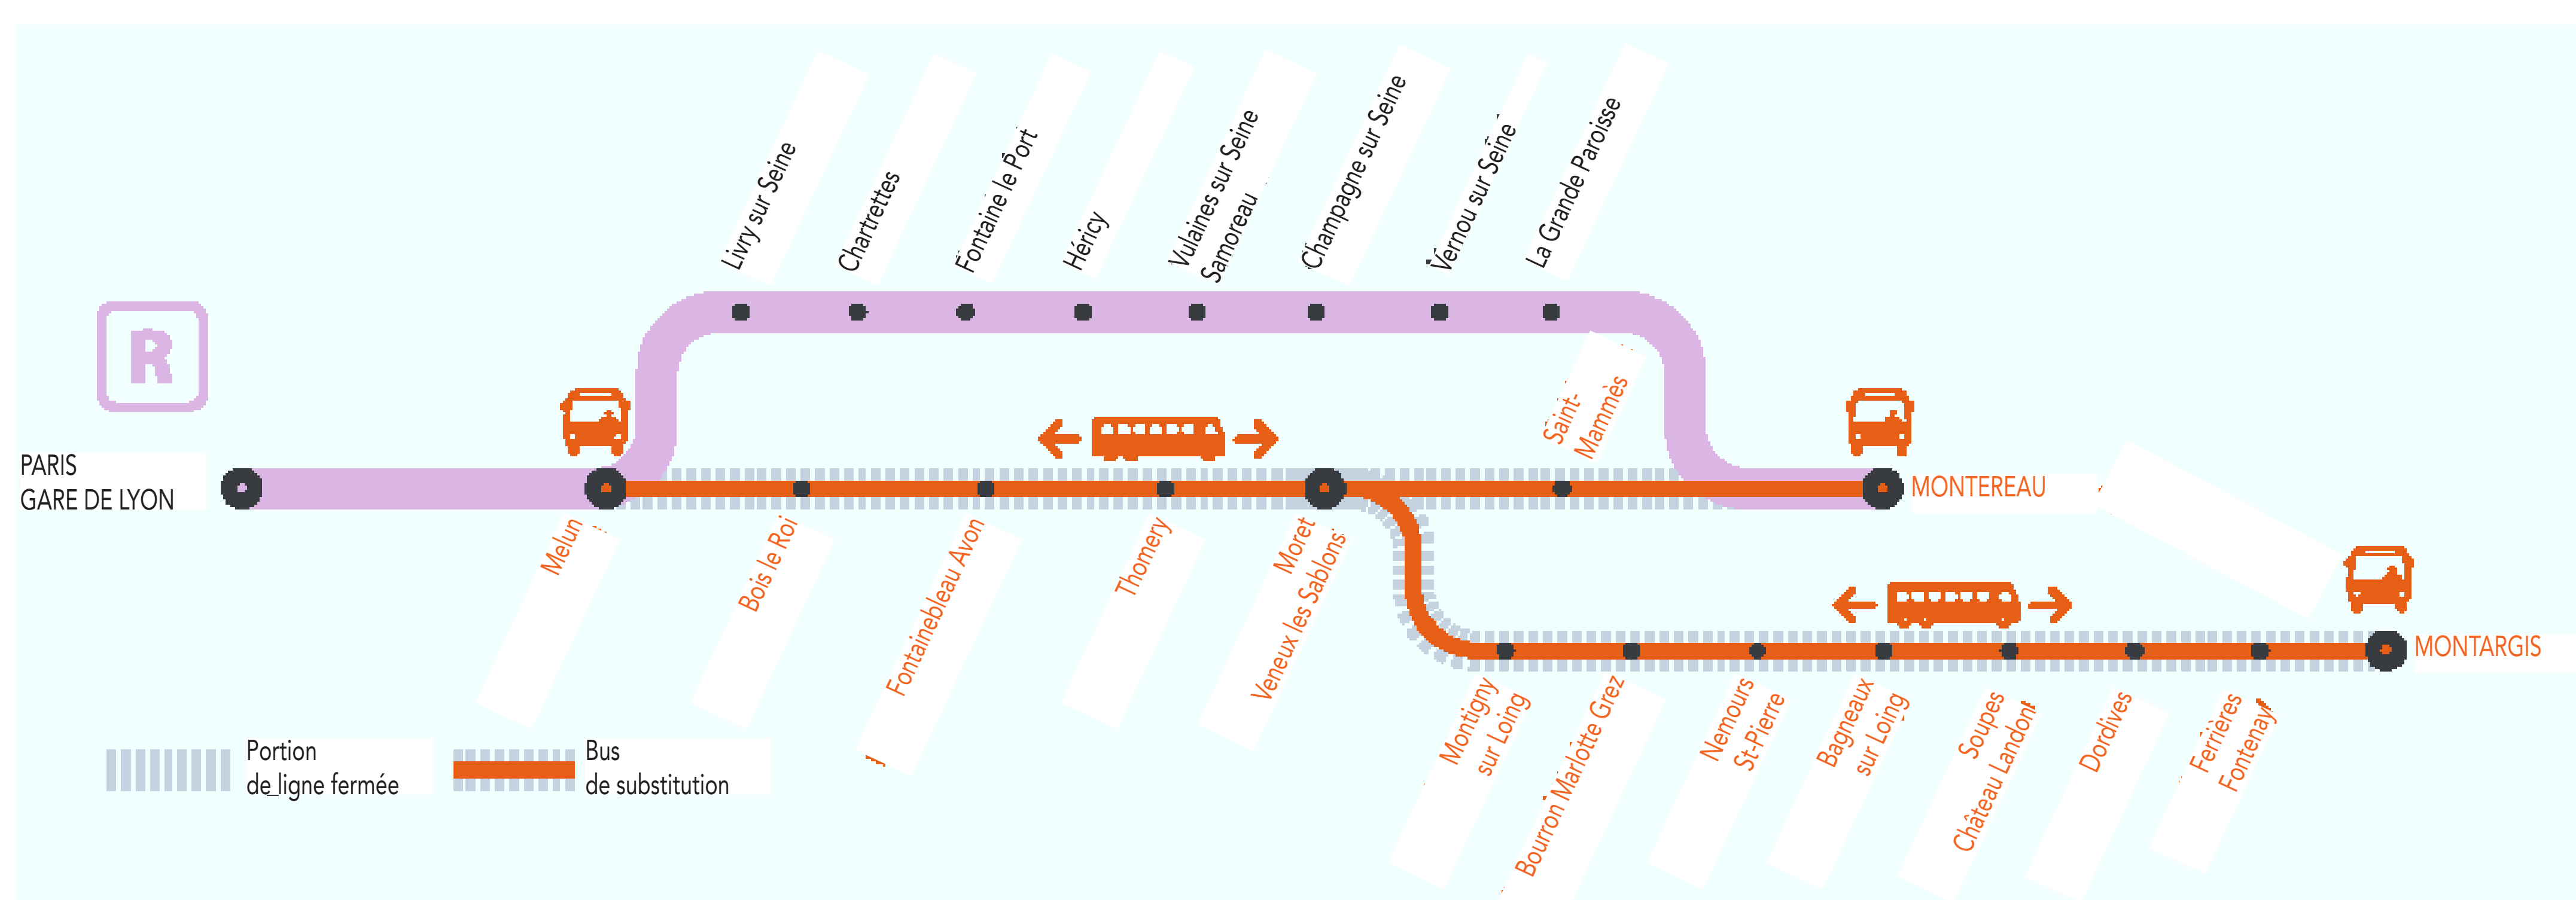 Livry sur Seine
Chartrettes
Fontaine le Port
Héricy
Vulaines sur Seine
Samoreau
Champagne sur Seine
Vernou sur Seine
La Grande Paroisse
R
PARIS
GARE DE LYON
Saint-
Mammès
MONTEREAU
Melun
Bois le Roi
Fontainebleau Avon
Thomery
Moret
Veneux les Sablons
MONTARGIS
Montigny
sur Loing
Bourron Marlotte Grez
Nemours
St-Pierre
Bagneaux
sur Loing
Soupes
Château Landon
Dordives
Ferrières
Fontenay
Portion
de ligne fermée
Bus
de substitution